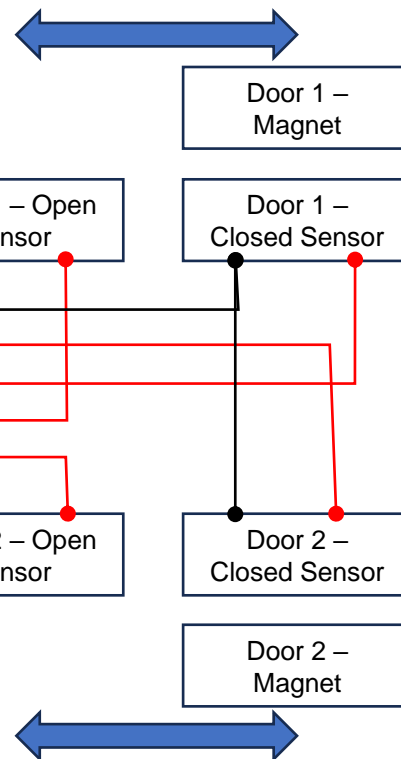 Door 1 –
Magnet
– Open
nsor
Door 1 –
Closed Sensor
– Open
nsor
Door 2 –
Closed Sensor
Door 2 –
Magnet